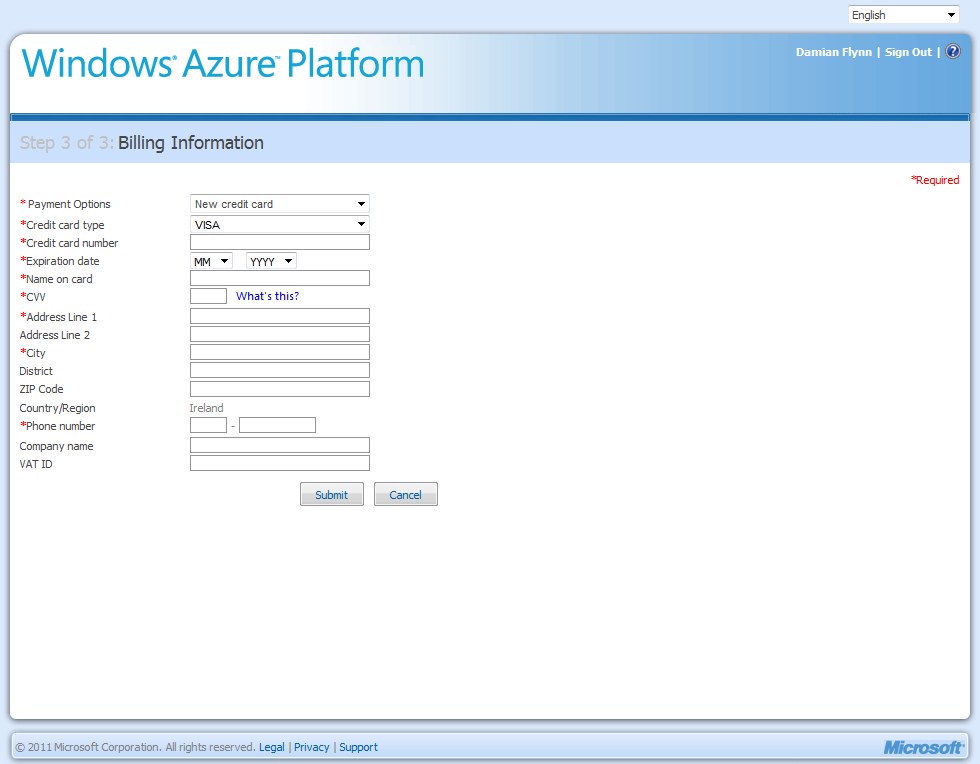 English
Windows® Azure™ Platform
Damian Flynn | Sign Out | ?
Step 3 of 3: Billing Information
*Required
* Payment Options New credit card
*Credit card type VISA
*Credit card number
*Expiration date MM YYYY
*Name on card
*CVV What's this?
*Address Line 1
Address Line 2
*City
District
ZIP Code
Country/Region Ireland
*Phone number -
Company name
VAT ID
Submit Cancel
© 2011 Microsoft Corporation. All rights reserved. Legal | Privacy | Support Microsoft®